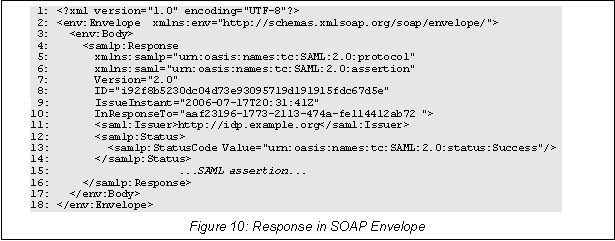 1: <?xml version="1.0" encoding="UTF-8"?>
2: <env:Envelope xmlns:env="http://schemas.xmlsoap.org/soap/envelope/">
3: <env:Body>
4: <samlp:Response
5: xmlns:samlp="urn:oasis:names:tc:SAML:2.0:protocol"
6: xmlns:saml="urn:oasis:names:tc:SAML:2.0:assertion"
7: Version="2.0"
8: ID="i92f8b5230dc04d73e93095719d191915fdc67d5e"
9: IssueInstant="2006-07-17T20:31:41Z"
10: InResponseTo="aaf23196-1773-2113-474a-fe114412ab72 ">
11: <saml:Issuer>http://idp.example.org</saml:Issuer>
12: <samlp:Status>
13: <samlp:StatusCode Value="urn:oasis:names:tc:SAML:2.0:status:Success"/>
14: </samlp:Status>
15: ...SAML assertion...
16: </samlp:Response>
17: </env:Body>
18: </env:Envelope>
Figure 10: Response in SOAP Envelope